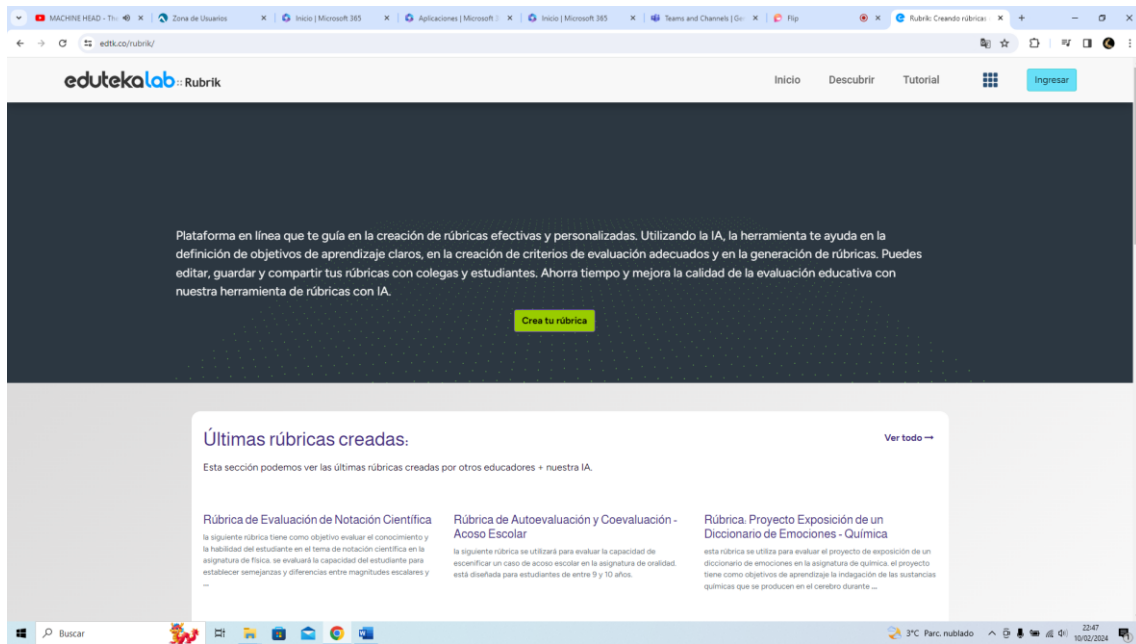 MACHINE HEAD - Th
Zona de Usuarios
Inicio | Microsoft 365
Aplicaciones | Microsoft
Inicio | Microsoft 365
Teams and Channels | Ge
Flip
Rubrik: Creando rúbricas
edtk.co/rubrik/
edutekalab :: Rubrik
Inicio
Descubrir
Tutorial
Ingresar
Plataforma en línea que te guía en la creación de rúbricas efectivas y personalizadas. Utilizando la IA, la herramienta te ayuda en la
definición de objetivos de aprendizaje claros, en la creación de criterios de evaluación adecuados y en la generación de rúbricas. Puedes
editar, guardar y compartir tus rúbricas con colegas y estudiantes. Ahorra tiempo y mejora la calidad de la evaluación educativa con
nuestra herramienta de rúbricas con IA.
Crea tu rúbrica
Últimas rúbricas creadas:
Ver todo →
Esta sección podemos ver las últimas rúbricas creadas por otros educadores + nuestra IA.
Rúbrica de Evaluación de Notación Científica
la siguiente rúbrica tiene como objetivo evaluar el conocimiento y
la habilidad del estudiante en el tema de notación científica en la
asignatura de física. se evaluará la capacidad del estudiante para
establecer semejanzas y diferencias entre magnitudes escalares y
...
Rúbrica de Autoevaluación y Coevaluación -
Acoso Escolar
la siguiente rúbrica se utilizará para evaluar la capacidad de
escenificar un caso de acoso escolar en la asignatura de oralidad.
está diseñada para estudiantes de entre 9 y 10 años.
Rúbrica: Proyecto Exposición de un
Diccionario de Emociones - Química
esta rúbrica se utiliza para evaluar el proyecto de exposición de un
diccionario de emociones en la asignatura de química. el proyecto
tiene como objetivos de aprendizaje la indagación de las sustancias
químicas que se producen en el cerebro durante ...
Buscar
3°C Parc. nublado
22:47
10/02/2024